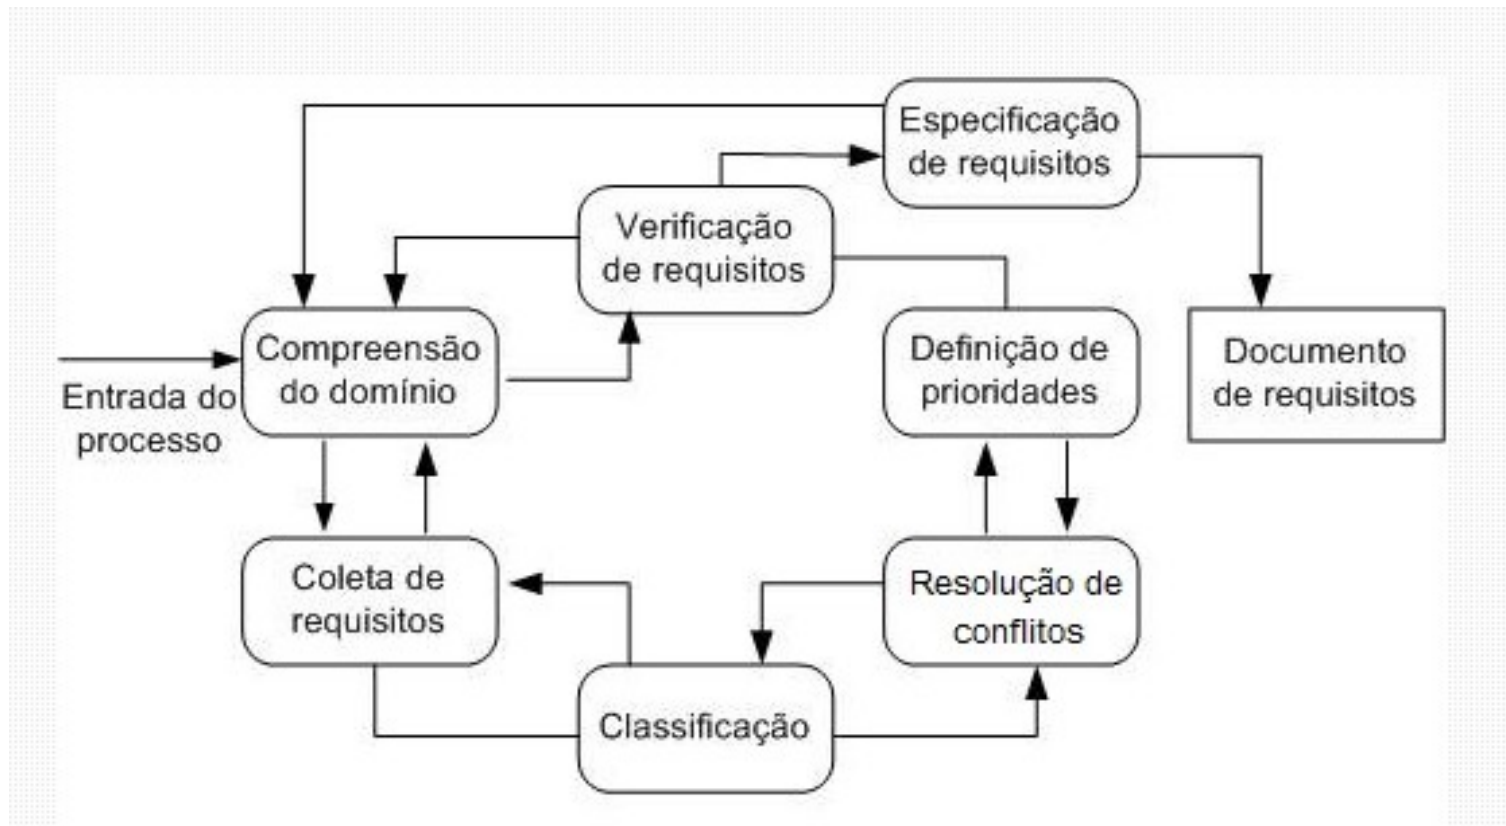 Especificação
de requisitos
Verificação
de requisitos
Compreensão
do domínio
Definição de
prioridades
Documento
de requisitos
Entrada do
processo
Coleta de
requisitos
Resolução de
conflitos
Classificação